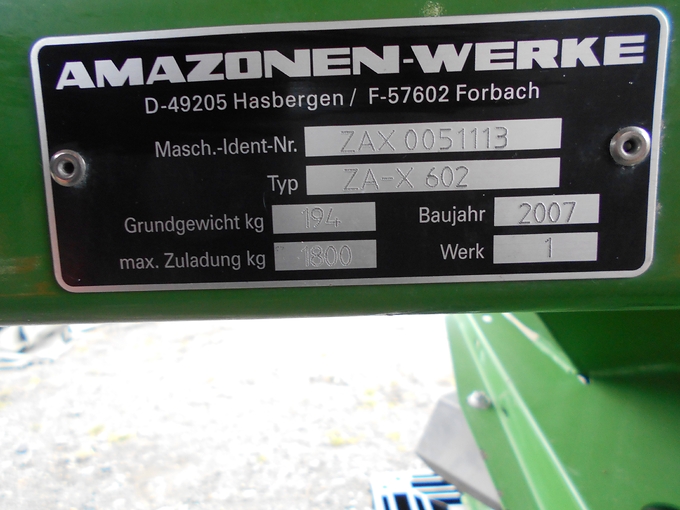 AMAZONEN-WERKE
D-49205 Hasbergen / F-57602 Forbach
Masch.-Ident-Nr. ZAX 0051113
Typ ZA-X 602
Grundgewicht kg 194 Baujahr 2007
max. Zuladung kg 1800 Werk 1